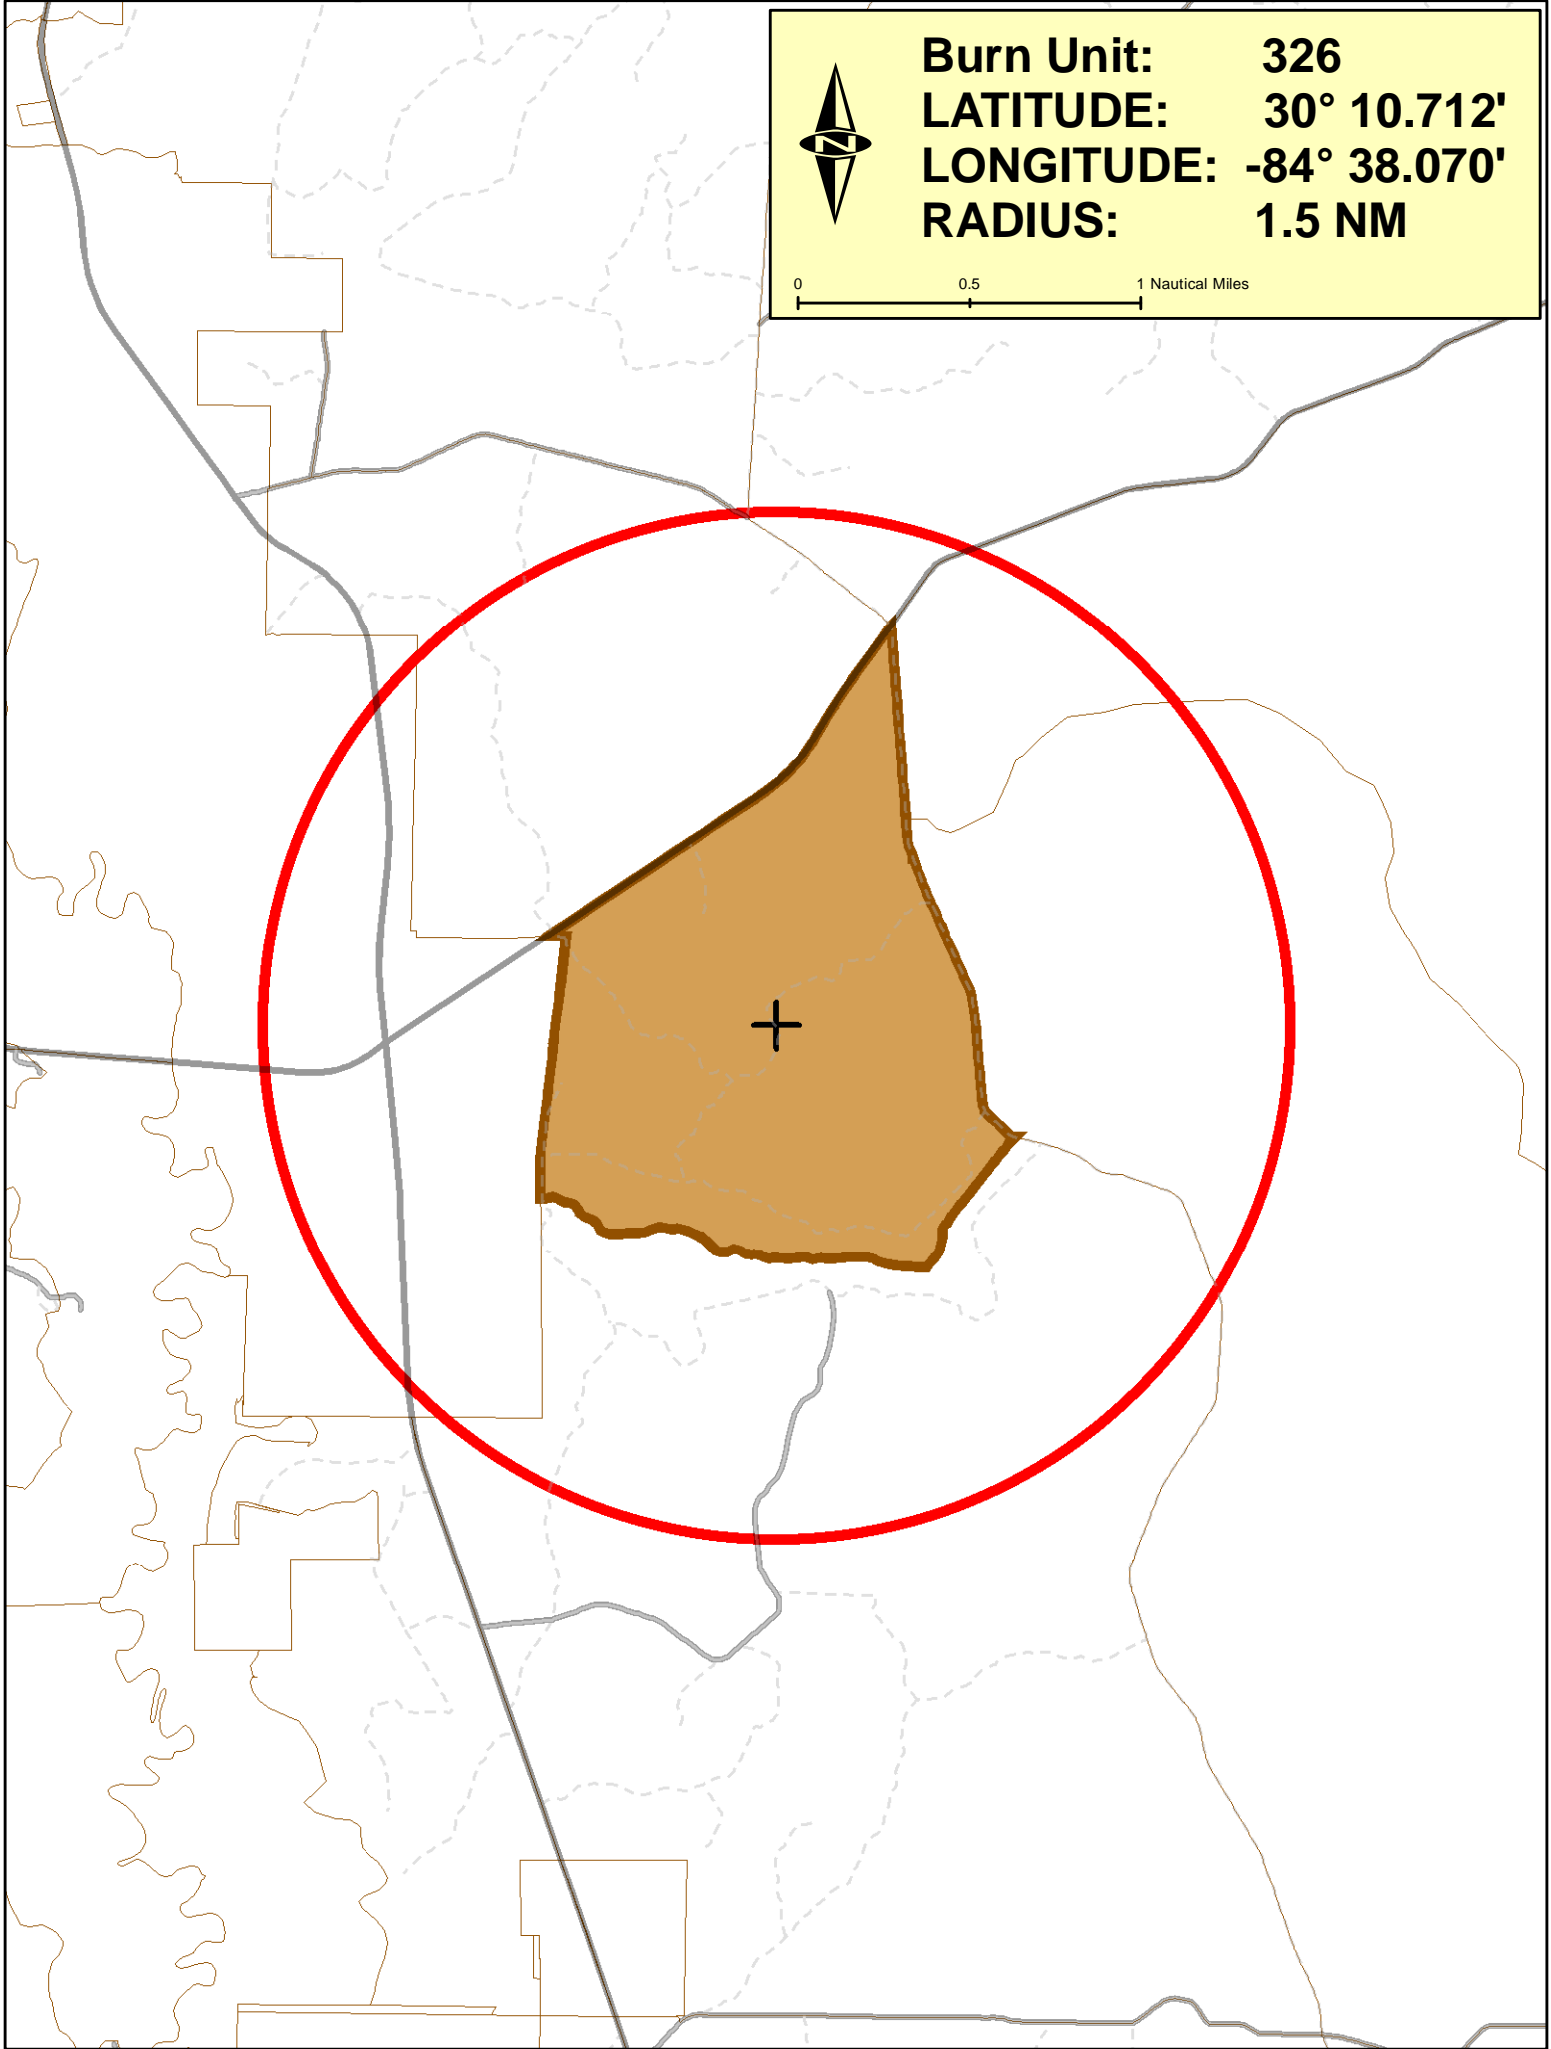 Burn Unit: 326
LATITUDE: 30° 10.712'
LONGITUDE: -84° 38.070'
RADIUS: 1.5 NM
N
0 0.5 1 Nautical Miles